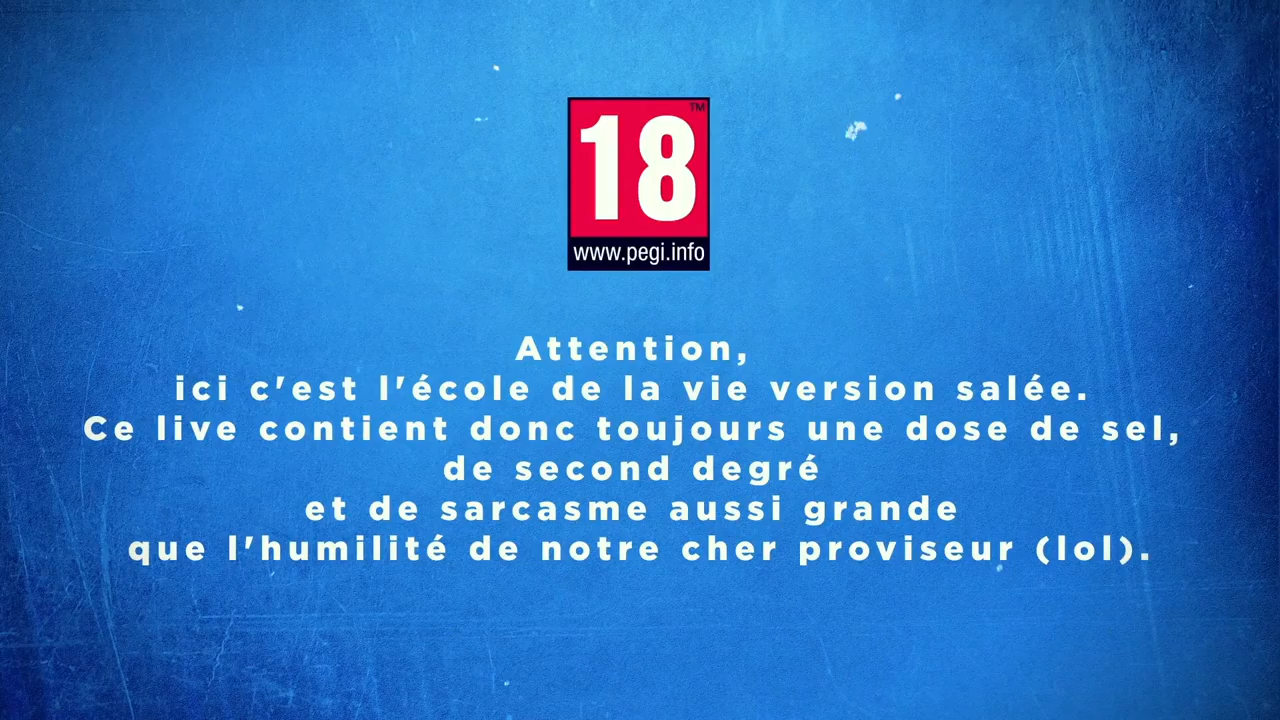 18
TM
www.pegi.info
Attention,
ici c'est l'école de la vie version salée.
Ce live contient donc toujours une dose de sel,
de second degré
et de sarcasme aussi grande
que l'humilité de notre cher proviseur (lol).